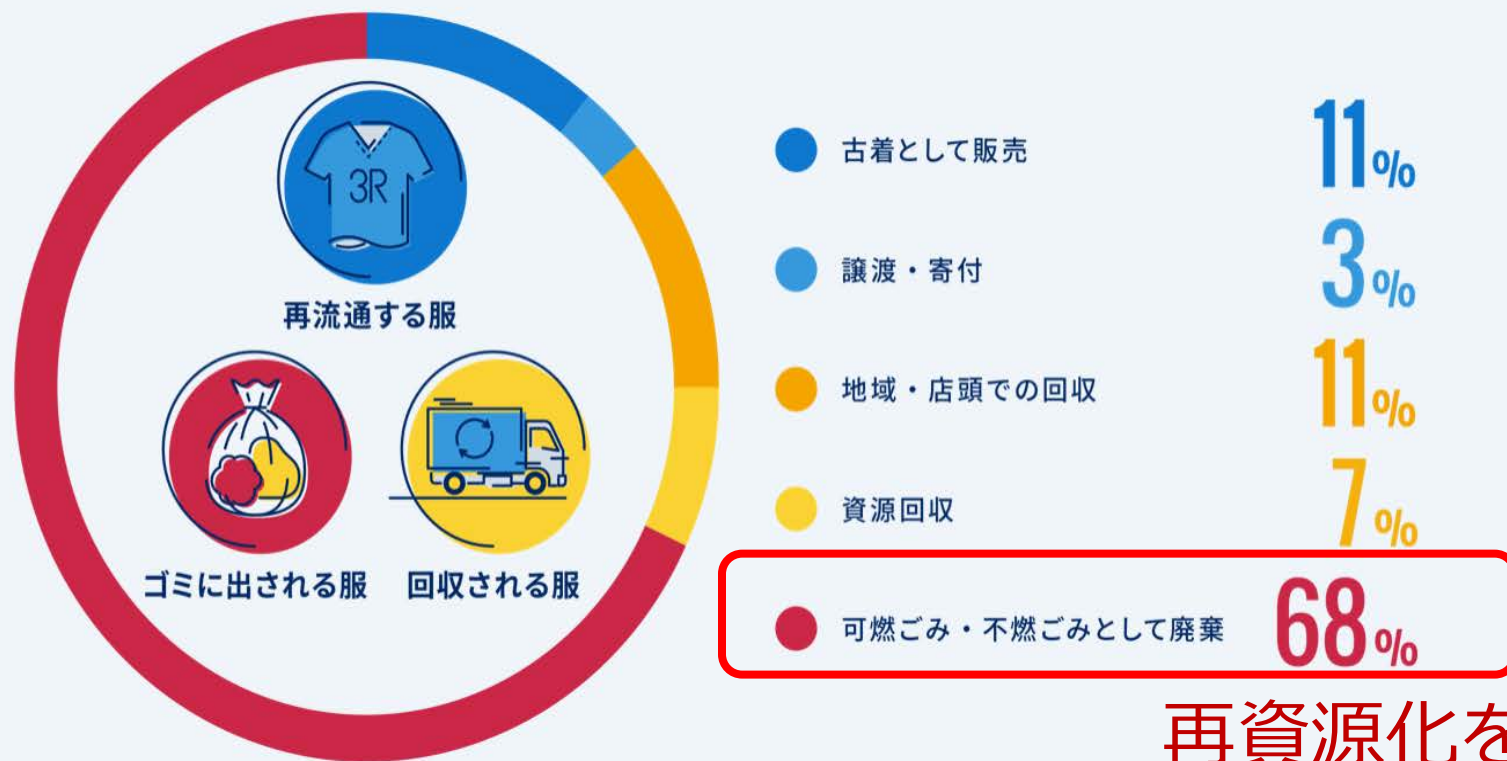 3R
再流通する服
ゴミに出される服
回収される服
古着として販売 11%
譲渡・寄付 3%
地域・店頭での回収 11%
資源回収 7%
可燃ごみ・不燃ごみとして廃棄 68%
再資源化を